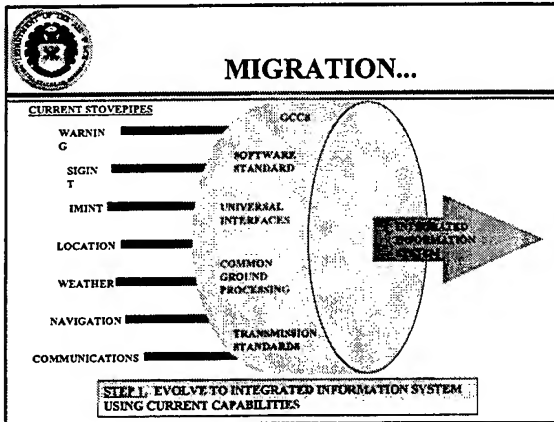 MIGRATION...
CURRENT STOVEPIPES
WARNIN
G
SIGIN
T
IMINT
LOCATION
WEATHER
NAVIGATION
COMMUNICATIONS
GCCS
SOFTWARE
STANDARD
UNIVERSAL
INTERFACES
COMMON
GROUND
PROCESSING
TRANSMISSION
STANDARDS
INTEGRATED
INFORMATION
SYSTEM
STEP 1. EVOLVE TO INTEGRATED INFORMATION SYSTEM
USING CURRENT CAPABILITIES